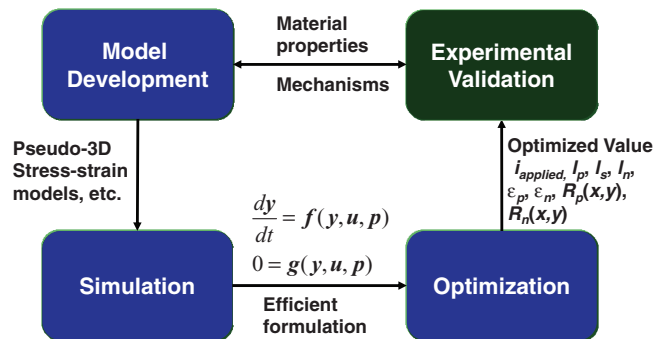 Model
Development
Material
properties
Mechanisms
Experimental
Validation
Pseudo-3D
Stress-strain
models, etc.
Optimized Value
i_applied, l_p, l_s, l_n,
ε_p, ε_n, R_p(x,y),
R_n(x,y)
dy/dt = f(y, u, p)
0 = g(y, u, p)
Simulation
Efficient
formulation
Optimization